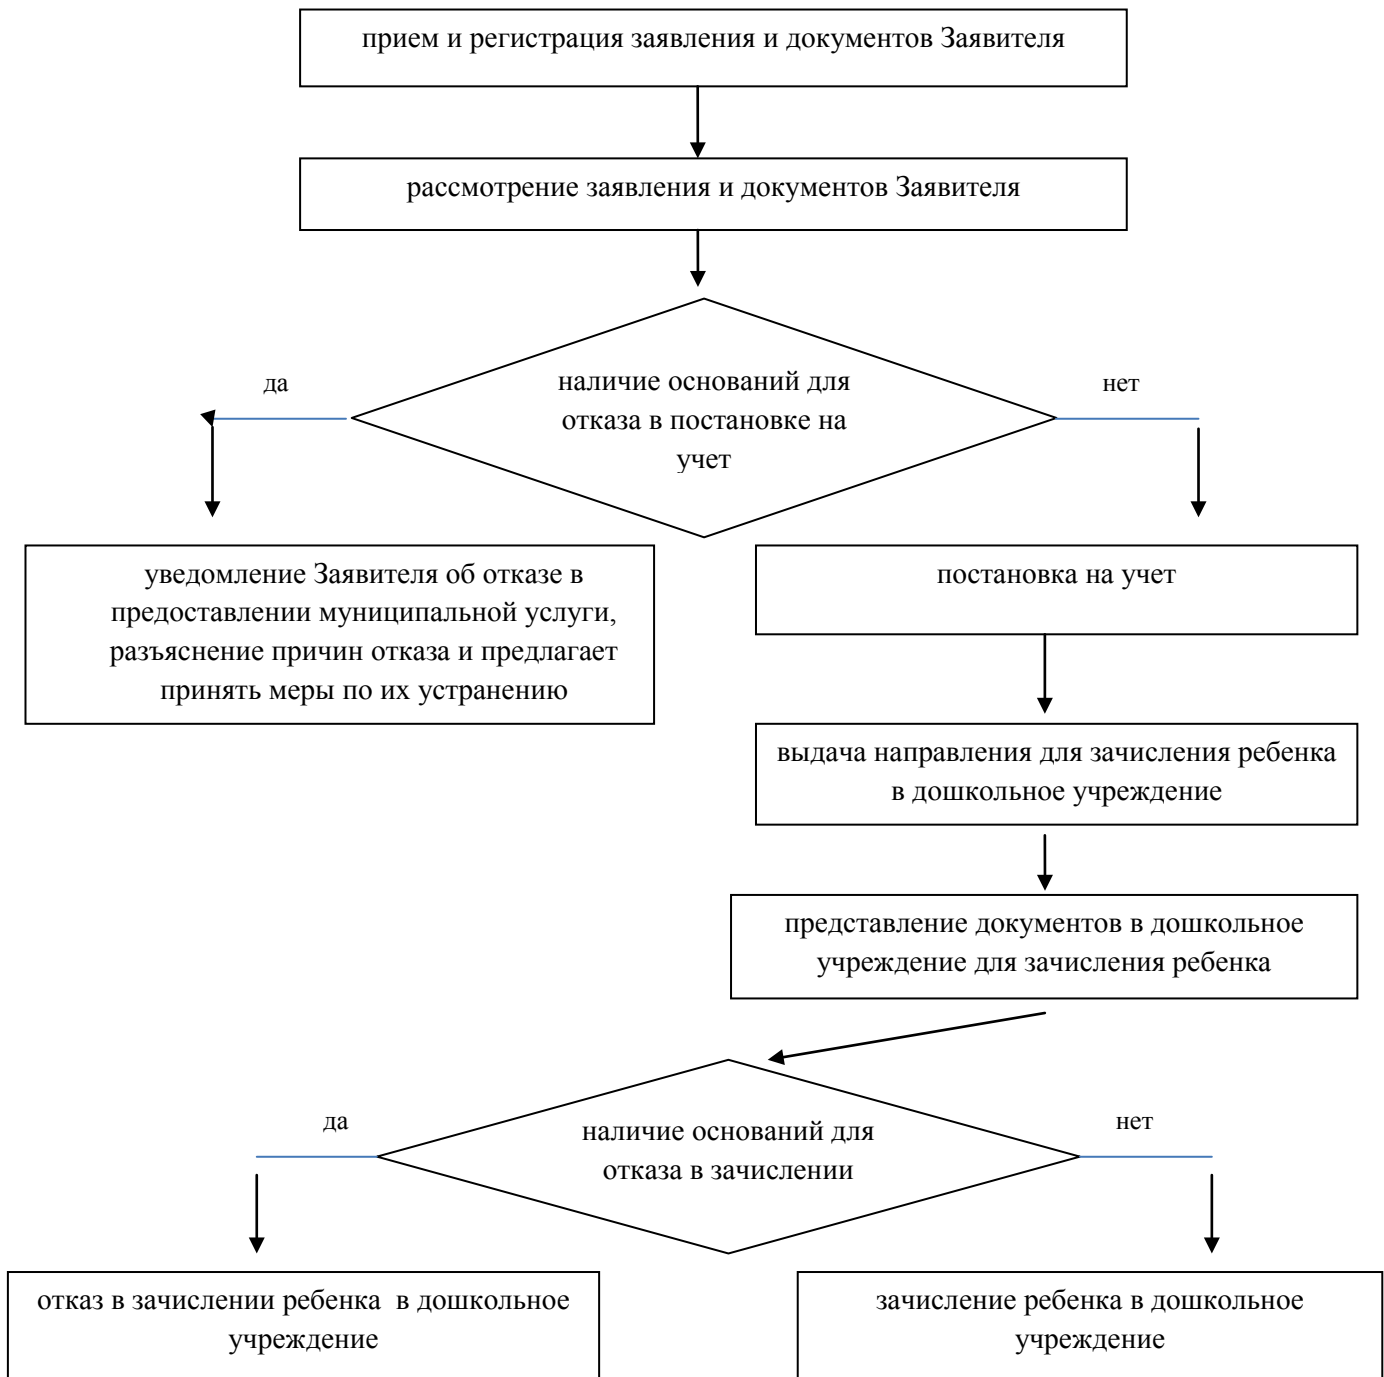 прием и регистрация заявления и документов Заявителя
рассмотрение заявления и документов Заявителя
да
наличие оснований для
отказа в постановке на
учет
нет
уведомление Заявителя об отказе в
предоставлении муниципальной услуги,
разъяснение причин отказа и предлагает
принять меры по их устранению
постановка на учет
выдача направления для зачисления ребенка
в дошкольное учреждение
представление документов в дошкольное
учреждение для зачисления ребенка
да
наличие оснований для
отказа в зачислении
нет
отказ в зачислении ребенка  в дошкольное
учреждение
зачисление ребенка в дошкольное
учреждение